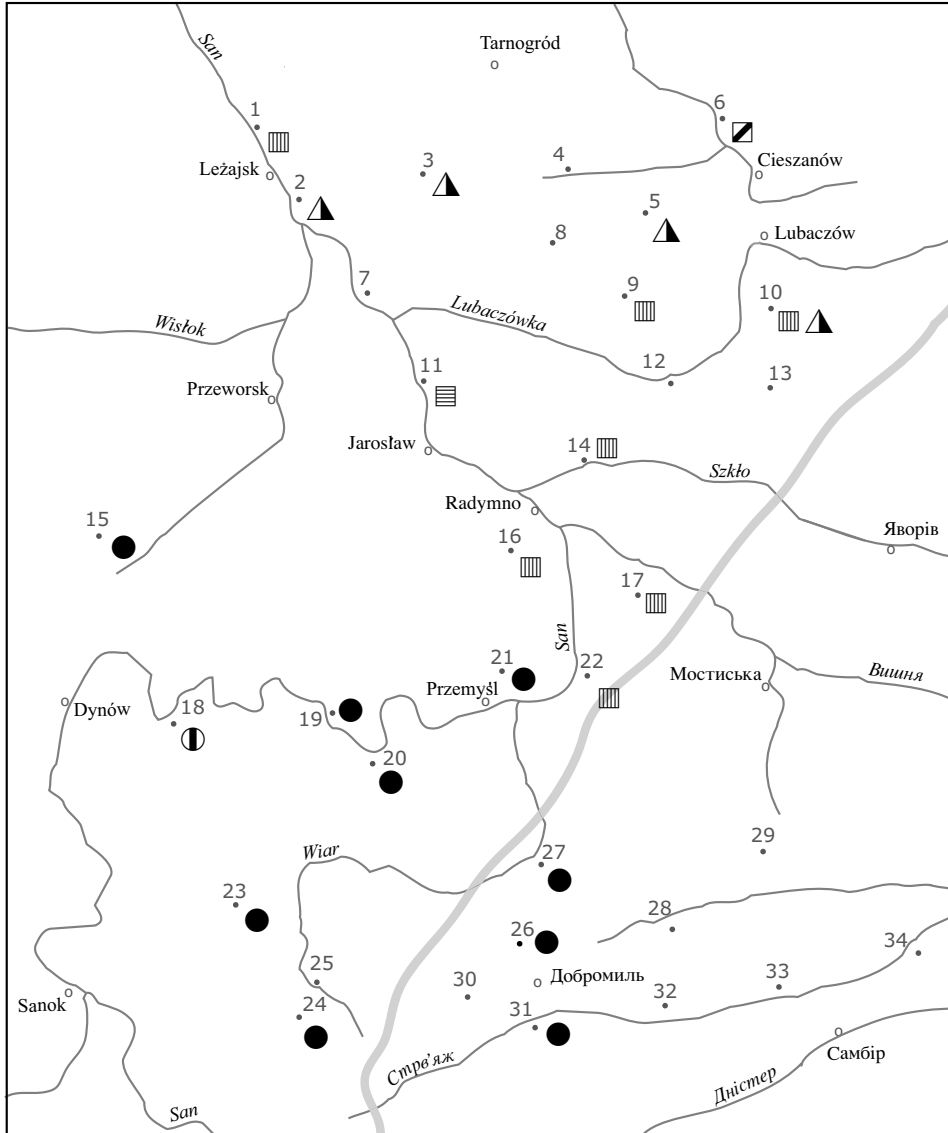 San
Tarnogród
1
6
Leżajsk
3
4
Cieszanów
2
5
8
Lubaczów
7
9
10
Wisłok
Lubaczówka
12
13
11
Przeworsk
Jarosław
14
Szkło
Radymno
15
16
Яворів
17
San
21
22
Przemyśl
Мостиська
Вишня
Dynów
18
19
20
Wiar
27
29
23
28
26
34
25
30
Добромиль
33
Sanok
24
31
32
Стрв’яж
Самбір
Дністер
San